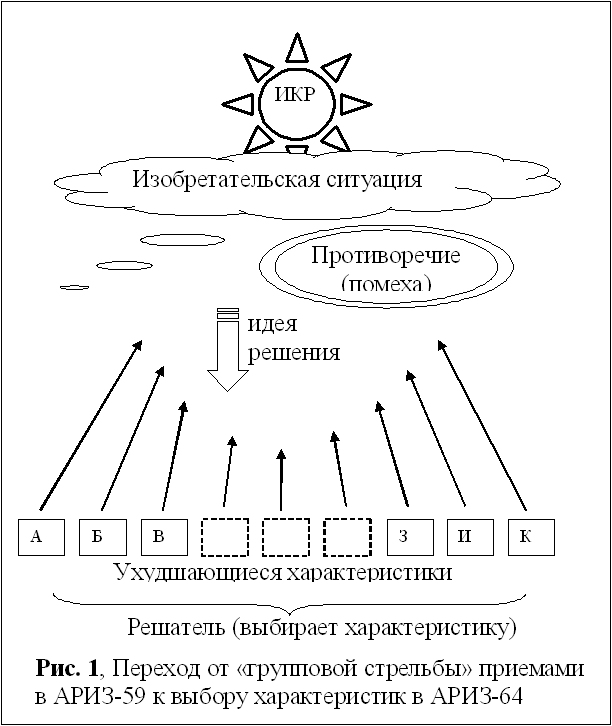 ИКР
Изобретательская ситуация
Противоречие
(помеха)
идея
решения
А Б В З И К
Ухудшающиеся характеристики
Решатель (выбирает характеристику)
Рис. 1, Переход от «групповой стрельбы» приемами
в АРИЗ-59 к выбору характеристик в АРИЗ-64